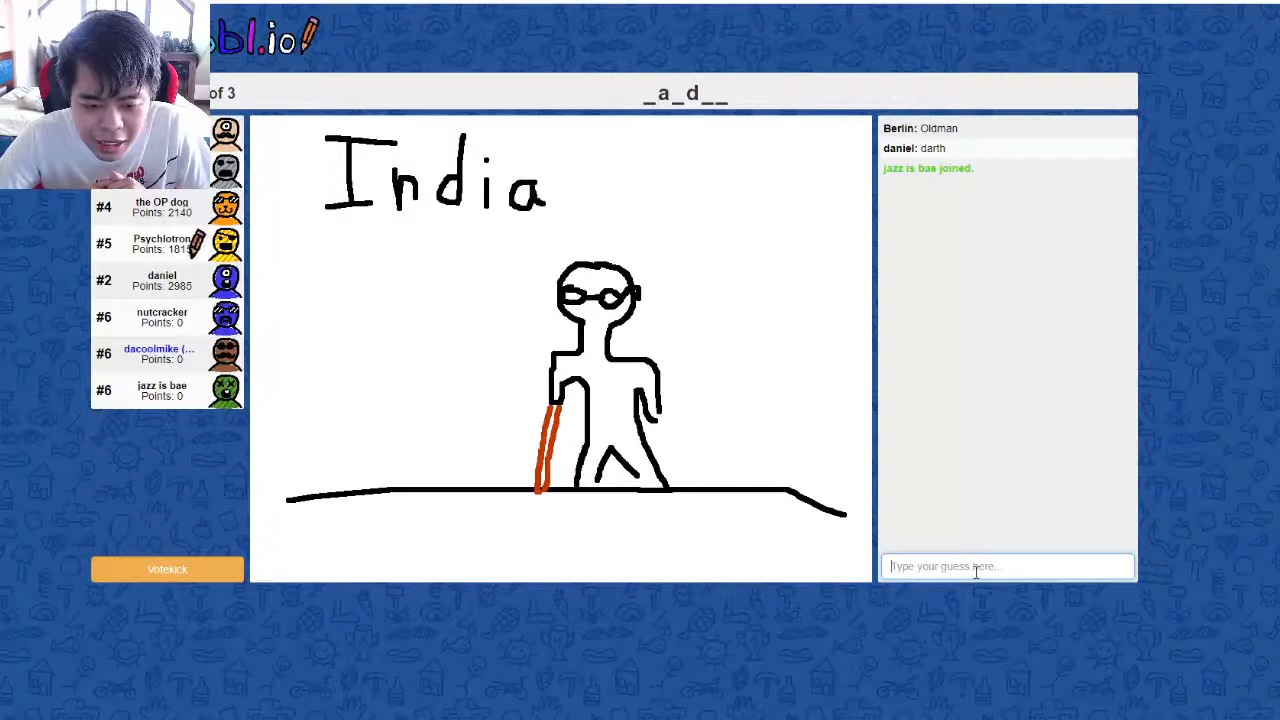 bl.io
of 3
_a_d__
Berlin: Oldman
daniel: darth
jazz is bae joined.
India
#4 the OP dog
Points: 2140
#5 Psychlotron
Points: 1815
#2 daniel
Points: 2985
#6 nutcracker
Points: 0
#6 dacoolmike (...
Points: 0
#6 jazz is bae
Points: 0
Votekick
Type your guess here...